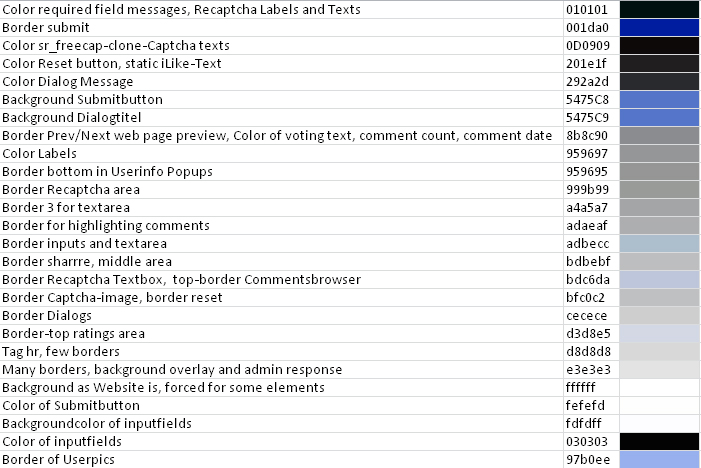 Color required field messages, Recaptcha Labels and Texts 010101
Border submit 001da0
Color sr_freecap-clone-Captcha texts 0D0909
Color Reset button, static iLike-Text 201e1f
Color Dialog Message 292a2d
Background Submitbutton 5475C8
Background Dialogtitel 5475C9
Border Prev/Next web page preview, Color of voting text, comment count, comment date 8b8c90
Color Labels 959697
Border bottom in Userinfo Popups 959695
Border Recaptcha area 999b99
Border 3 for textarea a4a5a7
Border for highlighting comments adaeaf
Border inputs and textarea adbecc
Border sharrre, middle area bdbebf
Border Recaptcha Textbox, top-border Commentsbrowser bdc6da
Border Captcha-image, border reset bfc0c2
Border Dialogs cecece
Border-top ratings area d3d8e5
Tag hr, few borders d8d8d8
Many borders, background overlay and admin response e3e3e3
Background as Website is, forced for some elements ffffff
Color of Submitbutton fefefd
Backgroundcolor of inputfields fdfdff
Color of inputfields 030303
Border of Userpics 97b0ee